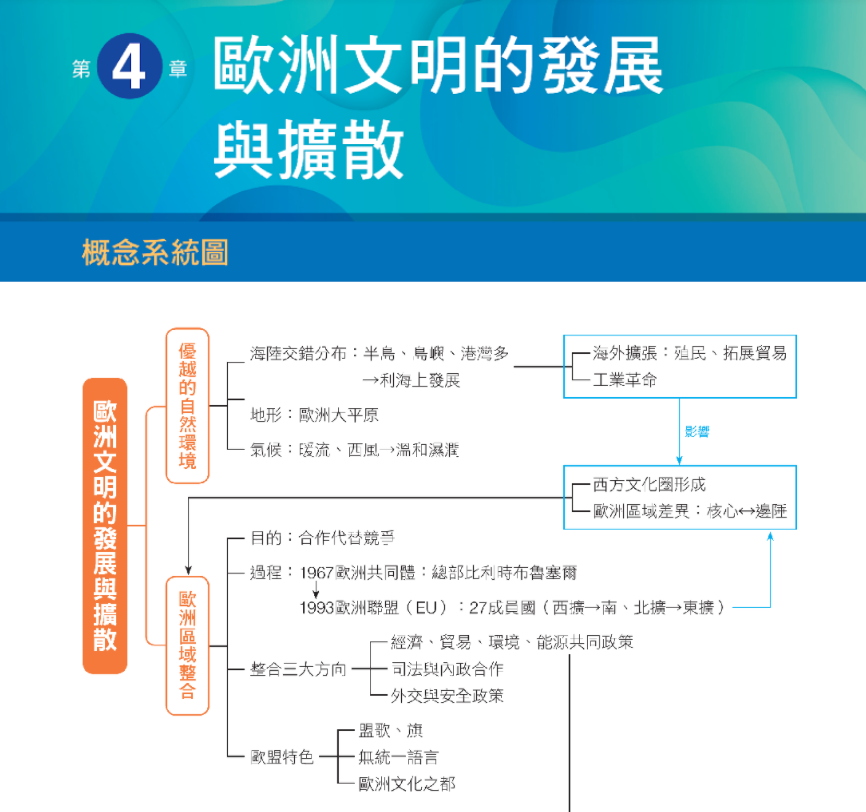 第4章 歐洲文明的發展
與擴散
概念系統圖
歐洲文明的發展與擴散
優越的自然環境
海陸交錯分布：半島、島嶼、港灣多
→利海上發展
地形：歐洲大平原
氣候：暖流、西風→溫和濕潤
海外擴張：殖民、拓展貿易
工業革命
影響
西方文化圈形成
歐洲區域差異：核心↔邊陲
歐洲區域整合
目的：合作代替競爭
過程：1967歐洲共同體：總部比利時布魯塞爾
1993歐洲聯盟（EU）：27成員國（西擴→南、北擴→東擴）
整合三大方向
經濟、貿易、環境、能源共同政策
司法與內政合作
外交與安全政策
歐盟特色
盟歌、旗
無統一語言
歐洲文化之都